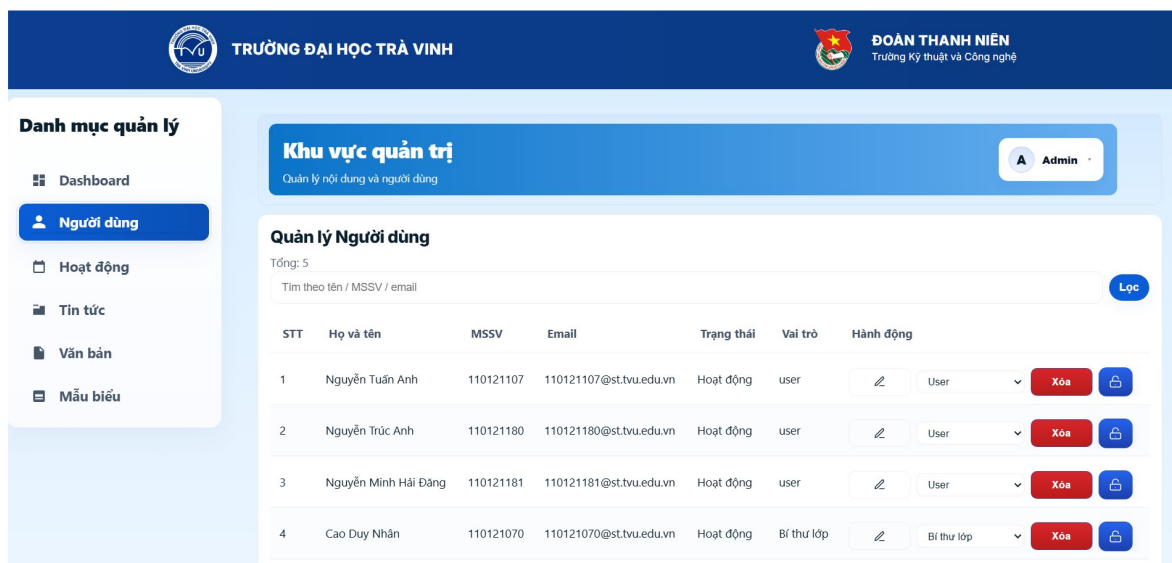 TRƯỜNG ĐẠI HỌC TRÀ VINH
ĐOÀN THANH NIÊN
Trường Kỹ thuật và Công nghệ
Danh mục quản lý
Dashboard
Người dùng
Hoạt động
Tin tức
Văn bản
Mẫu biểu
Khu vực quản trị
Quản lý nội dung và người dùng
A Admin
Quản lý Người dùng
Tổng: 5
Tìm theo tên / MSSV / email
Lọc
STT Họ và tên MSSV Email Trạng thái Vai trò Hành động
1 Nguyễn Tuấn Anh 110121107 110121107@st.tvu.edu.vn Hoạt động user User Xóa
2 Nguyễn Trúc Anh 110121180 110121180@st.tvu.edu.vn Hoạt động user User Xóa
3 Nguyễn Minh Hải Đăng 110121181 110121181@st.tvu.edu.vn Hoạt động user User Xóa
4 Cao Duy Nhân 110121070 110121070@st.tvu.edu.vn Hoạt động Bí thư lớp Bí thư lớp Xóa